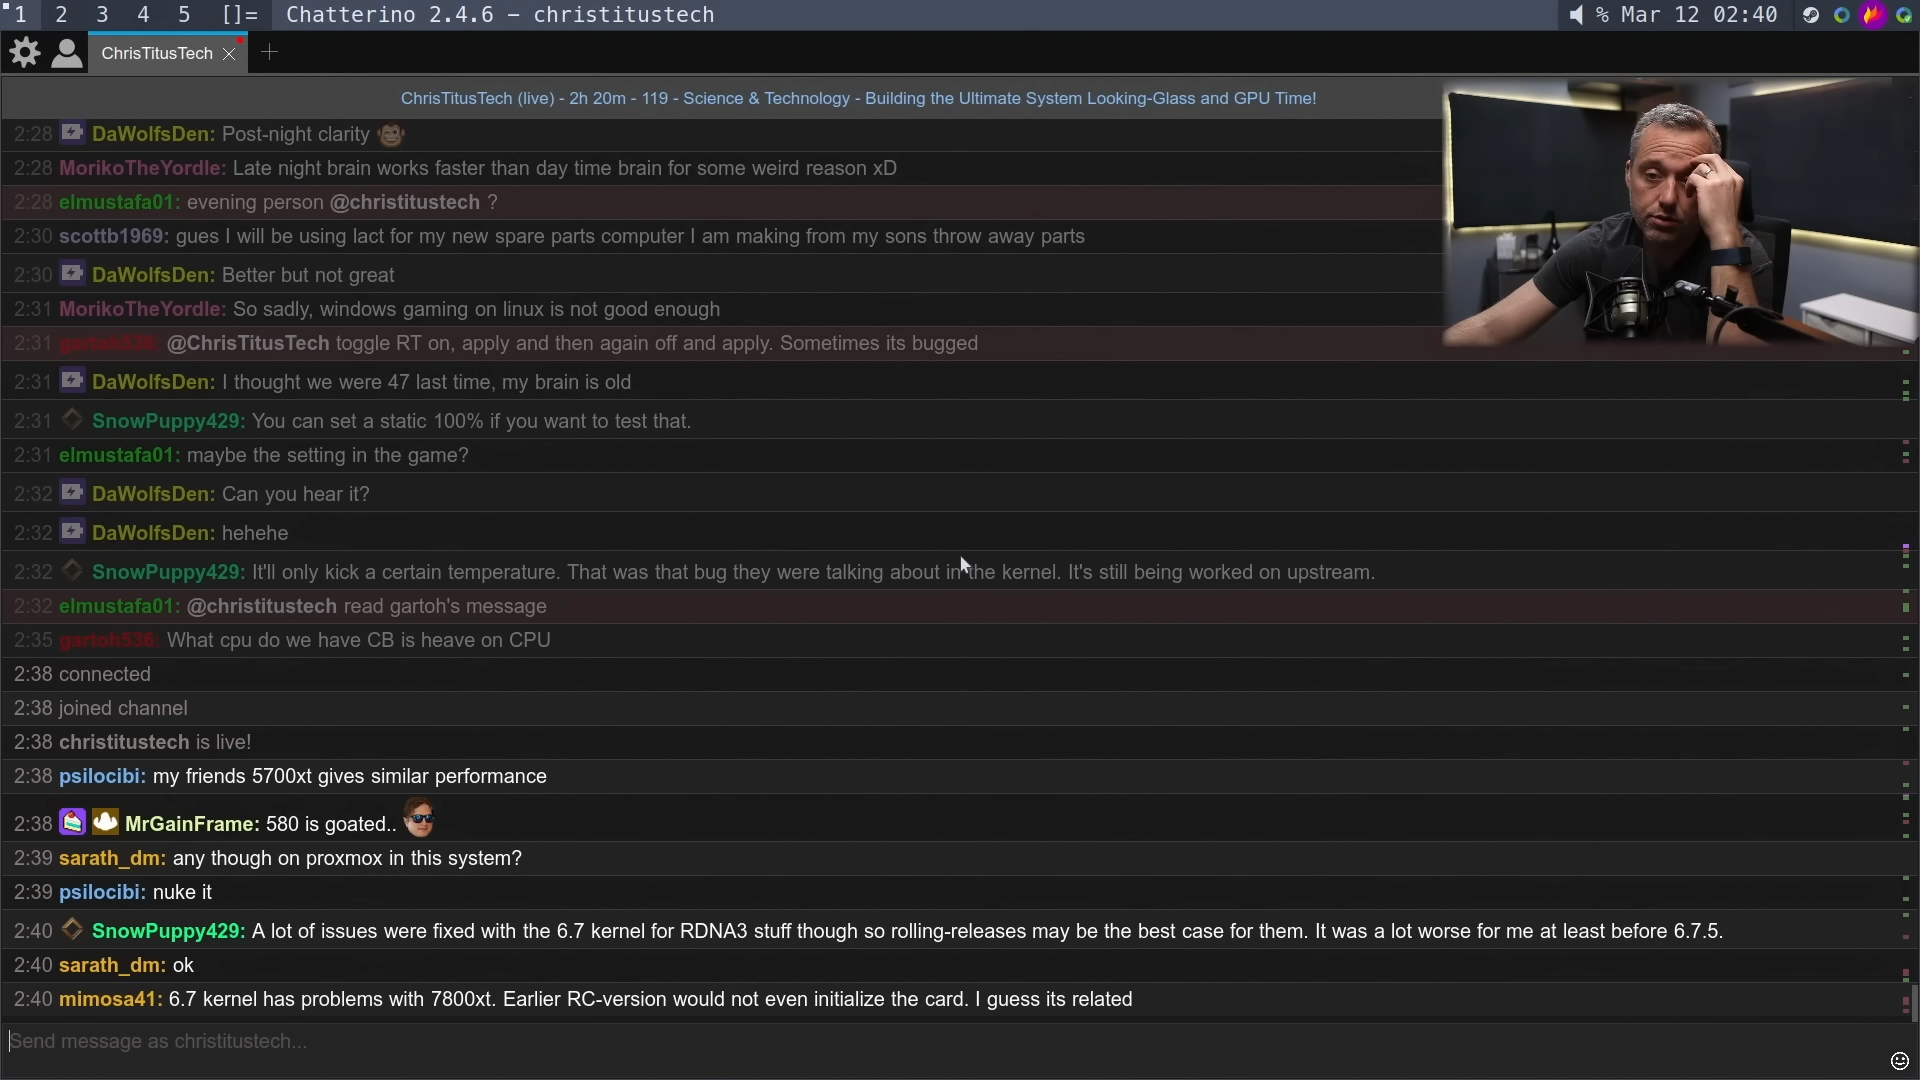 1 2 3 4 5 []= Chatterino 2.4.6 – christitustech % Mar 12 02:40
ChrisTitusTech
ChrisTitusTech (live) - 2h 20m - 119 - Science & Technology - Building the Ultimate System Looking-Glass and GPU Time!
2:28 DaWolfsDen: Post-night clarity
2:28 MorikoTheYordle: Late night brain works faster than day time brain for some weird reason xD
2:28 elmustafa01: evening person @christitustech ?
2:30 scottb1969: gues I will be using lact for my new spare parts computer I am making from my sons throw away parts
2:30 DaWolfsDen: Better but not great
2:31 MorikoTheYordle: So sadly, windows gaming on linux is not good enough
2:31 gartoh536: @ChrisTitusTech toggle RT on, apply and then again off and apply. Sometimes its bugged
2:31 DaWolfsDen: I thought we were 47 last time, my brain is old
2:31 SnowPuppy429: You can set a static 100% if you want to test that.
2:31 elmustafa01: maybe the setting in the game?
2:32 DaWolfsDen: Can you hear it?
2:32 DaWolfsDen: hehehe
2:32 SnowPuppy429: It'll only kick a certain temperature. That was that bug they were talking about in the kernel. It's still being worked on upstream.
2:32 elmustafa01: @christitustech read gartoh's message
2:35 gartoh536: What cpu do we have CB is heave on CPU
2:38 connected
2:38 joined channel
2:38 christitustech is live!
2:38 psilocibi: my friends 5700xt gives similar performance
2:38 MrGainFrame: 580 is goated..
2:39 sarath_dm: any though on proxmox in this system?
2:39 psilocibi: nuke it
2:40 SnowPuppy429: A lot of issues were fixed with the 6.7 kernel for RDNA3 stuff though so rolling-releases may be the best case for them. It was a lot worse for me at least before 6.7.5.
2:40 sarath_dm: ok
2:40 mimosa41: 6.7 kernel has problems with 7800xt. Earlier RC-version would not even initialize the card. I guess its related
Send message as christitustech...